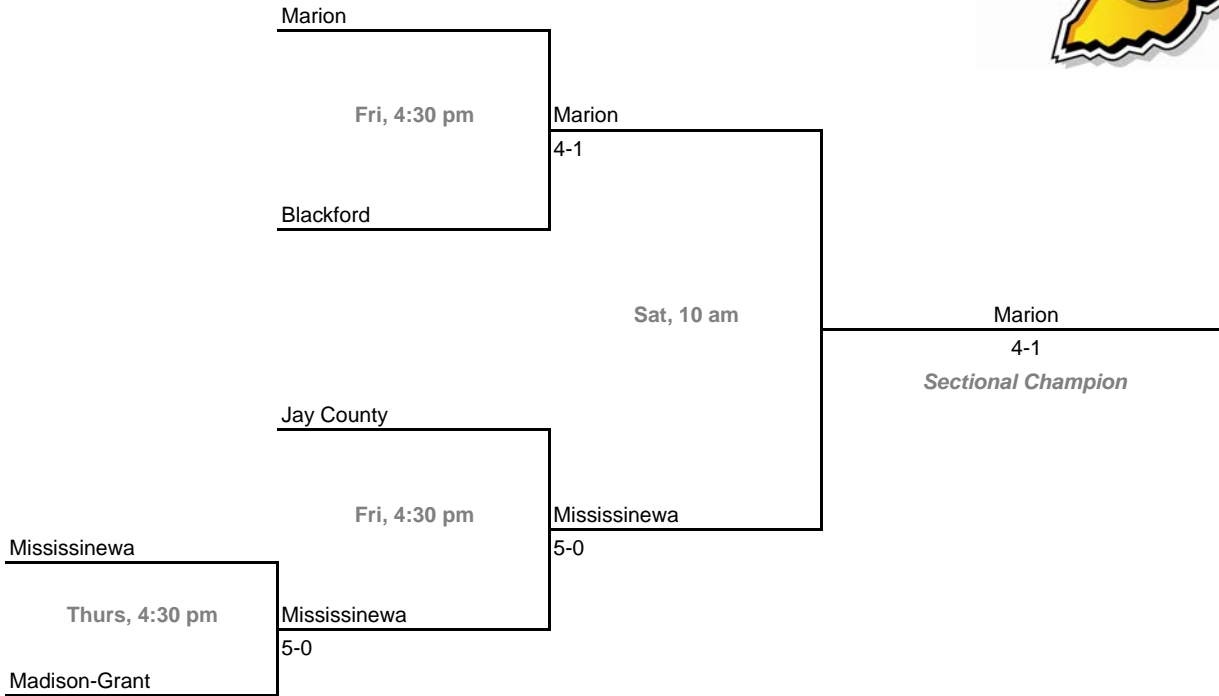 Marion
Fri, 4:30 pm
Marion
4-1
Blackford
Sat, 10 am
Marion
4-1
Sectional Champion
Jay County
Fri, 4:30 pm
Mississinewa
5-0
Mississinewa
Thurs, 4:30 pm
Mississinewa
5-0
Madison-Grant